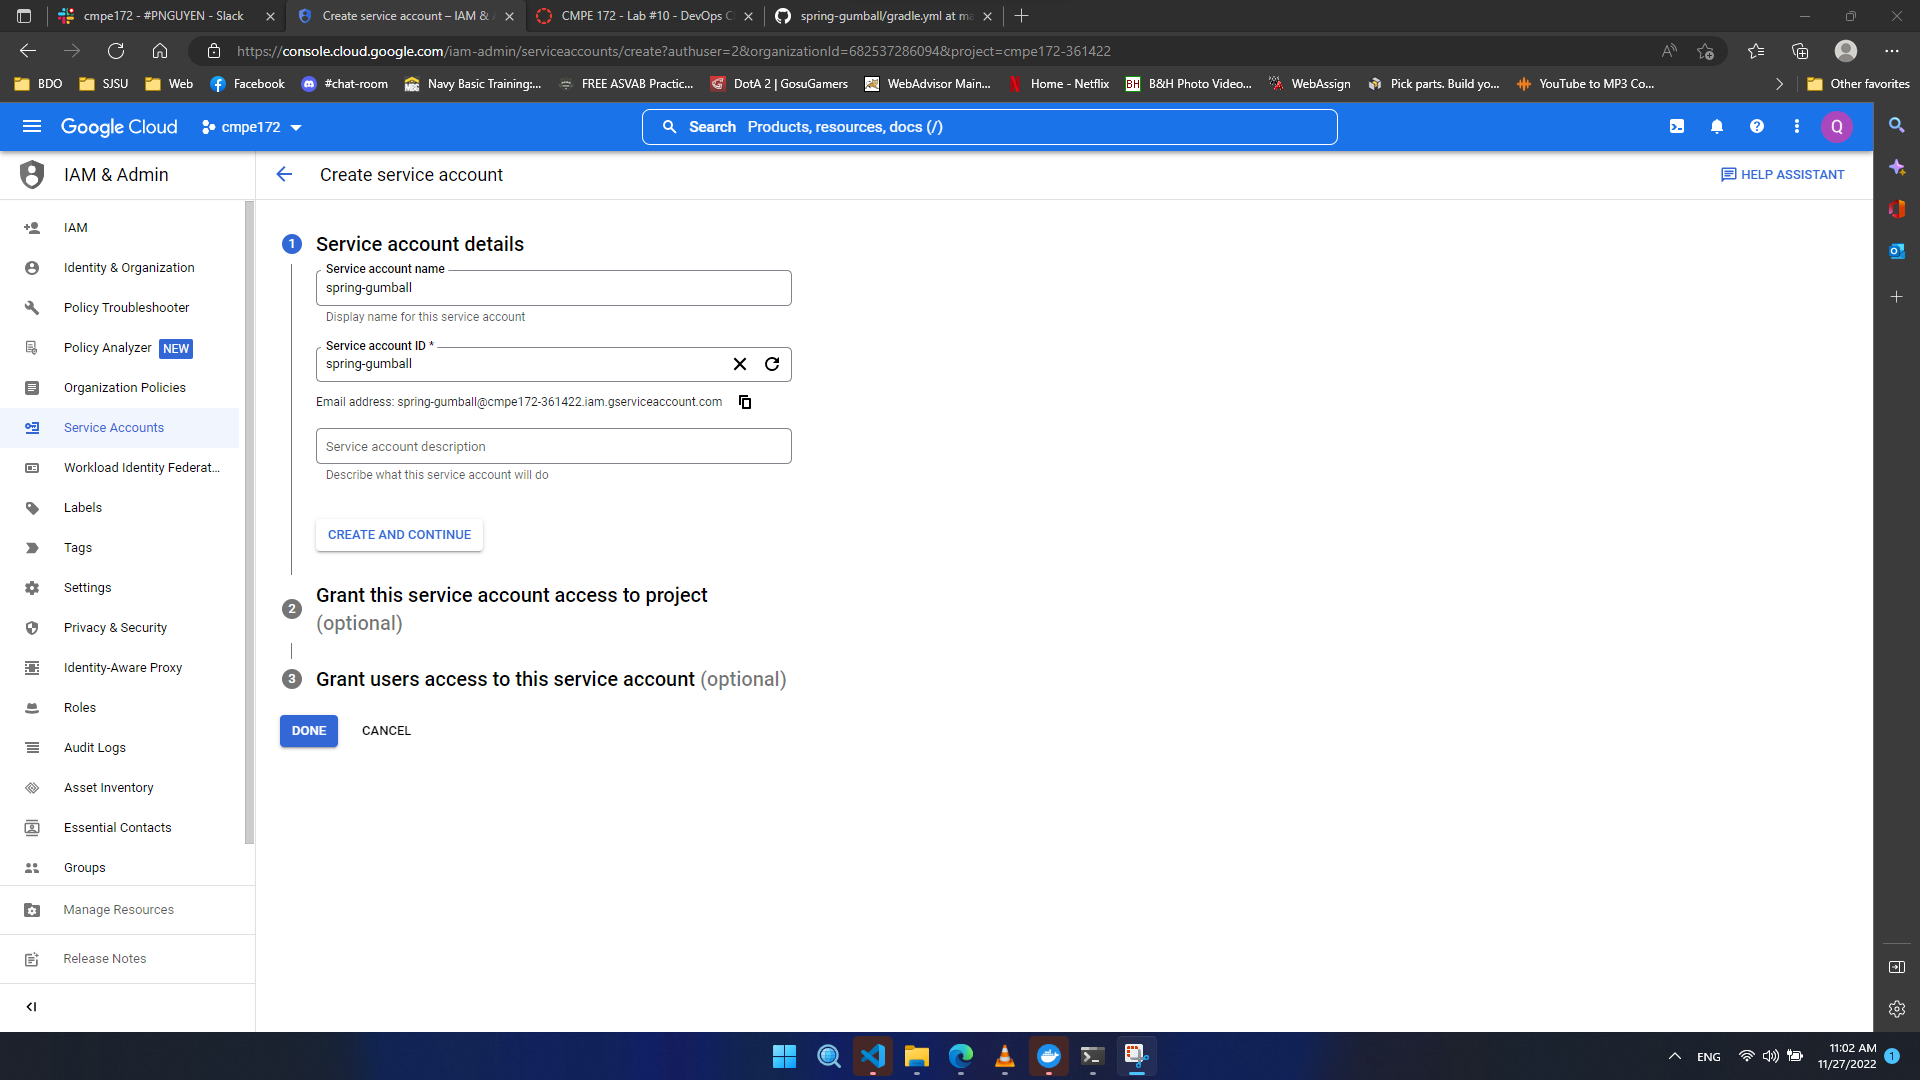 cmpe172 - #PNGUYEN - Slack
Create service account – IAM &
CMPE 172 - Lab #10 - DevOps C
spring-gumball/gradle.yml at ma
https://console.cloud.google.com/iam-admin/serviceaccounts/create?authuser=2&organizationId=682537286094&project=cmpe172-361422
BDO
SJSU
Web
Facebook
#chat-room
Navy Basic Training:...
FREE ASVAB Practic...
DotA 2 | GosuGamers
WebAdvisor Main...
Home - Netflix
B&H Photo Video...
WebAssign
Pick parts. Build yo...
YouTube to MP3 Co...
Other favorites
Google Cloud
cmpe172
Search Products, resources, docs (/)
Q
IAM & Admin
Create service account
HELP ASSISTANT
IAM
Identity & Organization
Policy Troubleshooter
Policy Analyzer NEW
Organization Policies
Service Accounts
Workload Identity Federat...
Labels
Tags
Settings
Privacy & Security
Identity-Aware Proxy
Roles
Audit Logs
Asset Inventory
Essential Contacts
Groups
Manage Resources
Release Notes
1 Service account details
Service account name
spring-gumball
Display name for this service account
Service account ID *
spring-gumball
Email address: spring-gumball@cmpe172-361422.iam.gserviceaccount.com
Service account description
Describe what this service account will do
CREATE AND CONTINUE
2 Grant this service account access to project
(optional)
3 Grant users access to this service account (optional)
DONE
CANCEL
ENG
11:02 AM
11/27/2022
1